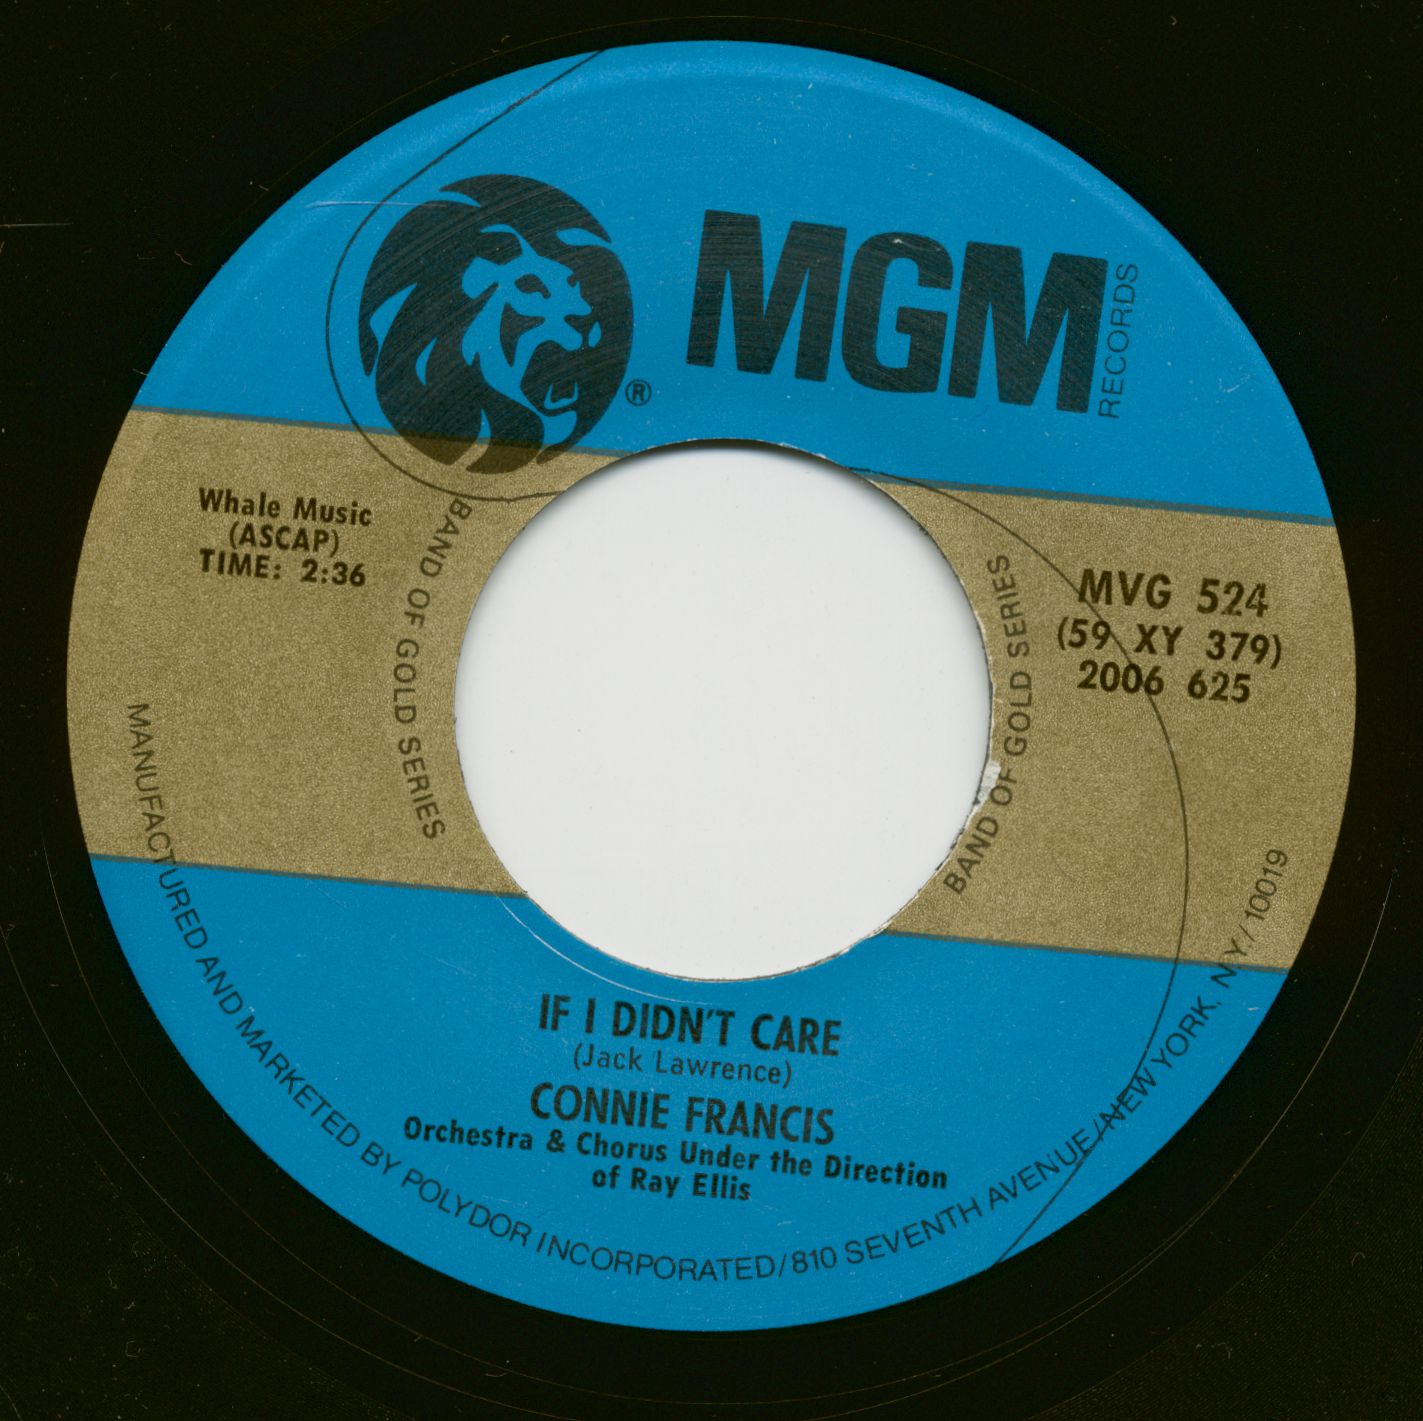 MGM
RECORDS
®
Whale Music
(ASCAP)
TIME: 2:36
BAND OF GOLD SERIES
BAND OF GOLD SERIES
MVG 524
(59 XY 379)
2006 625
IF I DIDN'T CARE
(Jack Lawrence)
CONNIE FRANCIS
Orchestra & Chorus Under the Direction
of Ray Ellis
MANUFACTURED AND MARKETED BY POLYDOR INCORPORATED/810 SEVENTH AVENUE/NEW YORK, N.Y./10019